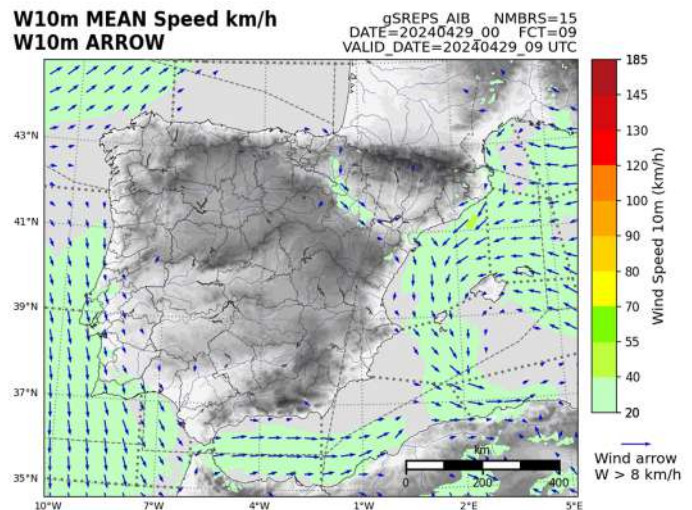 W10m MEAN Speed km/h
W10m ARROW
gSREPS_AIB NMBRS=15
DATE=20240429_00 FCT=09
VALID_DATE=20240429_09 UTC
43°N
41°N
39°N
37°N
35°N
10°W
7°W
4°W
1°W
2°E
5°E
km
0
200
400
185
145
130
120
110
100
90
80
70
55
40
20
Wind Speed 10m (km/h)
Wind arrow
W > 8 km/h